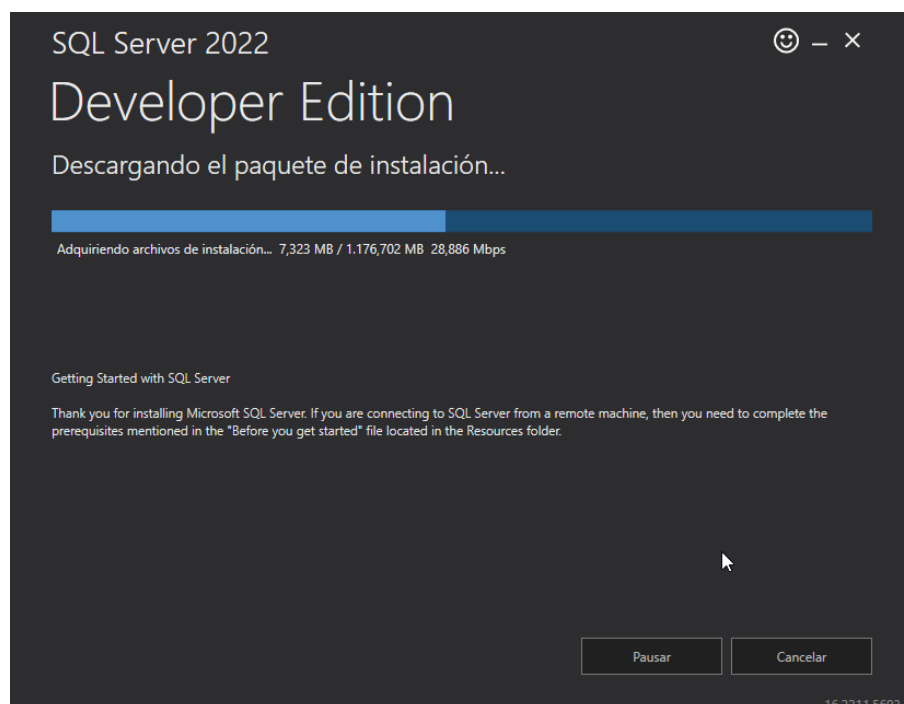 SQL Server 2022
Developer Edition
Descargando el paquete de instalación...
Adquiriendo archivos de instalación... 7,323 MB / 1.176,702 MB 28,886 Mbps
Getting Started with SQL Server
Thank you for installing Microsoft SQL Server. If you are connecting to SQL Server from a remote machine, then you need to complete the
prerequisites mentioned in the "Before you get started" file located in the Resources folder.
Pausar
Cancelar